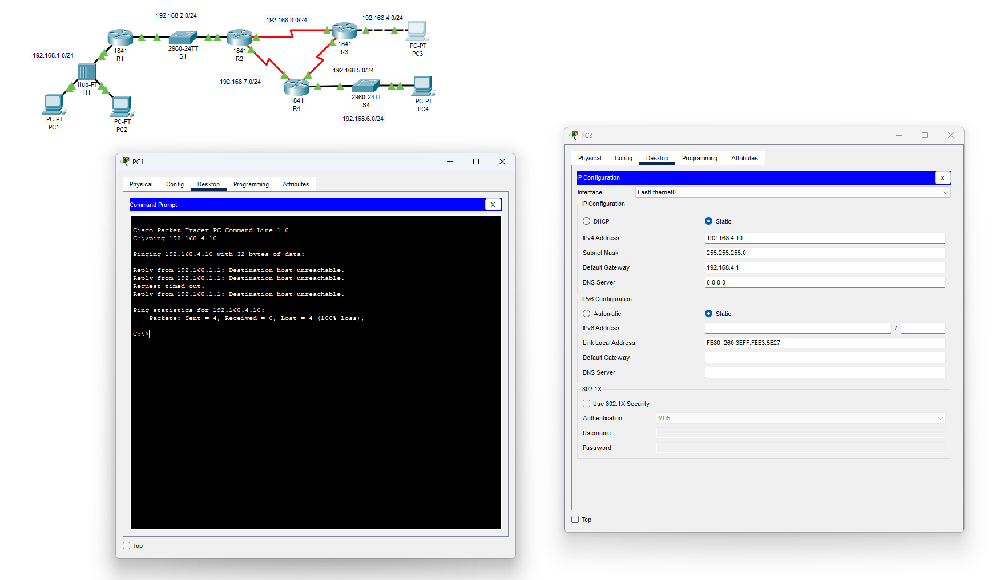 192.168.2.0/24
192.168.3.0/24
192.168.4.0/24
1841
R1
2960-24TT
S1
1841
R2
1841
R3
PC-PT
PC3
192.168.1.0/24
Hub-PT
H1
192.168.7.0/24
192.168.5.0/24
1841
R4
2960-24TT
S4
PC-PT
PC4
192.168.6.0/24
PC-PT
PC1
PC-PT
PC2
PC1
Physical Config Desktop Programming Attributes
Command Prompt X
Cisco Packet Tracer PC Command Line 1.0
C:\>ping 192.168.4.10
Pinging 192.168.4.10 with 32 bytes of data:
Reply from 192.168.1.1: Destination host unreachable.
Reply from 192.168.1.1: Destination host unreachable.
Request timed out.
Reply from 192.168.1.1: Destination host unreachable.
Ping statistics for 192.168.4.10:
Packets: Sent = 4, Received = 0, Lost = 4 (100% loss),
C:\>
Top
PC3
Physical Config Desktop Programming Attributes
IP Configuration X
Interface FastEthernet0
IP Configuration
DHCP Static
IPv4 Address 192.168.4.10
Subnet Mask 255.255.255.0
Default Gateway 192.168.4.1
DNS Server 0.0.0.0
IPv6 Configuration
Automatic Static
IPv6 Address /
Link Local Address FE80::260:3EFF:FEE3:5E27
Default Gateway
DNS Server
802.1X
Use 802.1X Security
Authentication MD5
Username
Password
Top